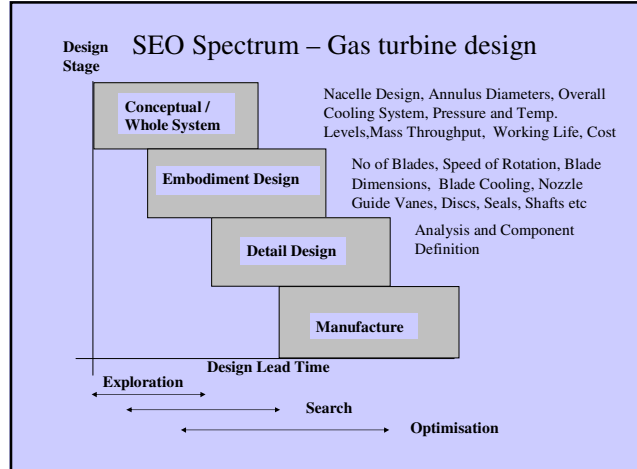 SEO Spectrum – Gas turbine design
Design
Stage
Conceptual /
Whole System
Nacelle Design, Annulus Diameters, Overall
Cooling System, Pressure and Temp.
Levels,Mass Throughput, Working Life, Cost
Embodiment Design
No of Blades, Speed of Rotation, Blade
Dimensions, Blade Cooling, Nozzle
Guide Vanes, Discs, Seals, Shafts etc
Detail Design
Analysis and Component
Definition
Manufacture
Design Lead Time
Exploration
Search
Optimisation